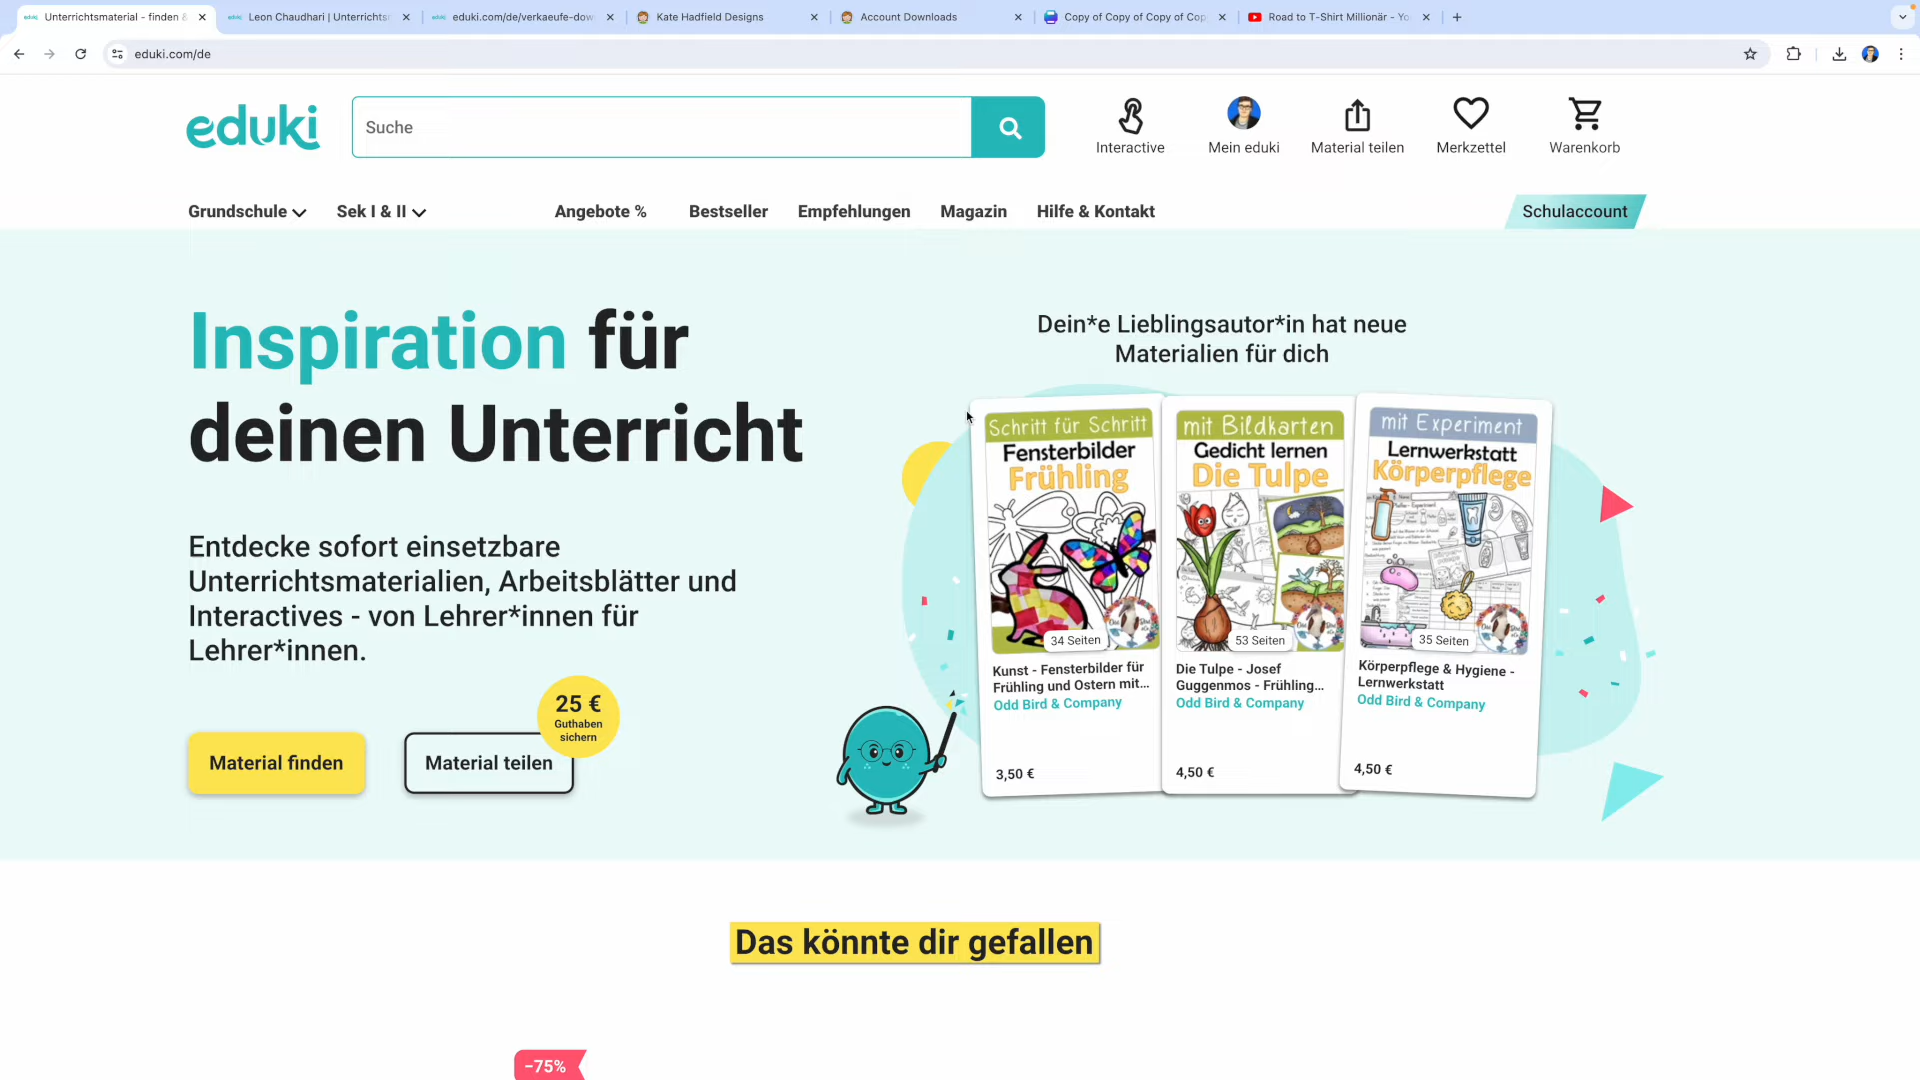 Unterrichtsmaterial - finden &
Leon Chaudhari | Unterrichts
eduki.com/de/verkaeufe-dow
Kate Hadfield Designs
Account Downloads
Copy of Copy of Copy of Cop
Road to T-Shirt Millionär - Yo
eduki.com/de
eduki
Suche
Interactive
Mein eduki
Material teilen
Merkzettel
Warenkorb
Grundschule
Sek I & II
Angebote %
Bestseller
Empfehlungen
Magazin
Hilfe & Kontakt
Schulaccount
Inspiration für
deinen Unterricht
Entdecke sofort einsetzbare
Unterrichtsmaterialien, Arbeitsblätter und
Interactives - von Lehrer*innen für
Lehrer*innen.
25 €
Guthaben
sichern
Material finden
Material teilen
Dein*e Lieblingsautor*in hat neue
Materialien für dich
Schritt für Schritt
Fensterbilder
Frühling
34 Seiten
Kunst - Fensterbilder für
Frühling und Ostern mit...
Odd Bird & Company
3,50 €
mit Bildkarten
Gedicht lernen
Die Tulpe
53 Seiten
Die Tulpe - Josef
Guggenmos - Frühling...
Odd Bird & Company
4,50 €
mit Experiment
Lernwerkstatt
Körperpflege
35 Seiten
Körperpflege & Hygiene -
Lernwerkstatt
Odd Bird & Company
4,50 €
Das könnte dir gefallen
-75%